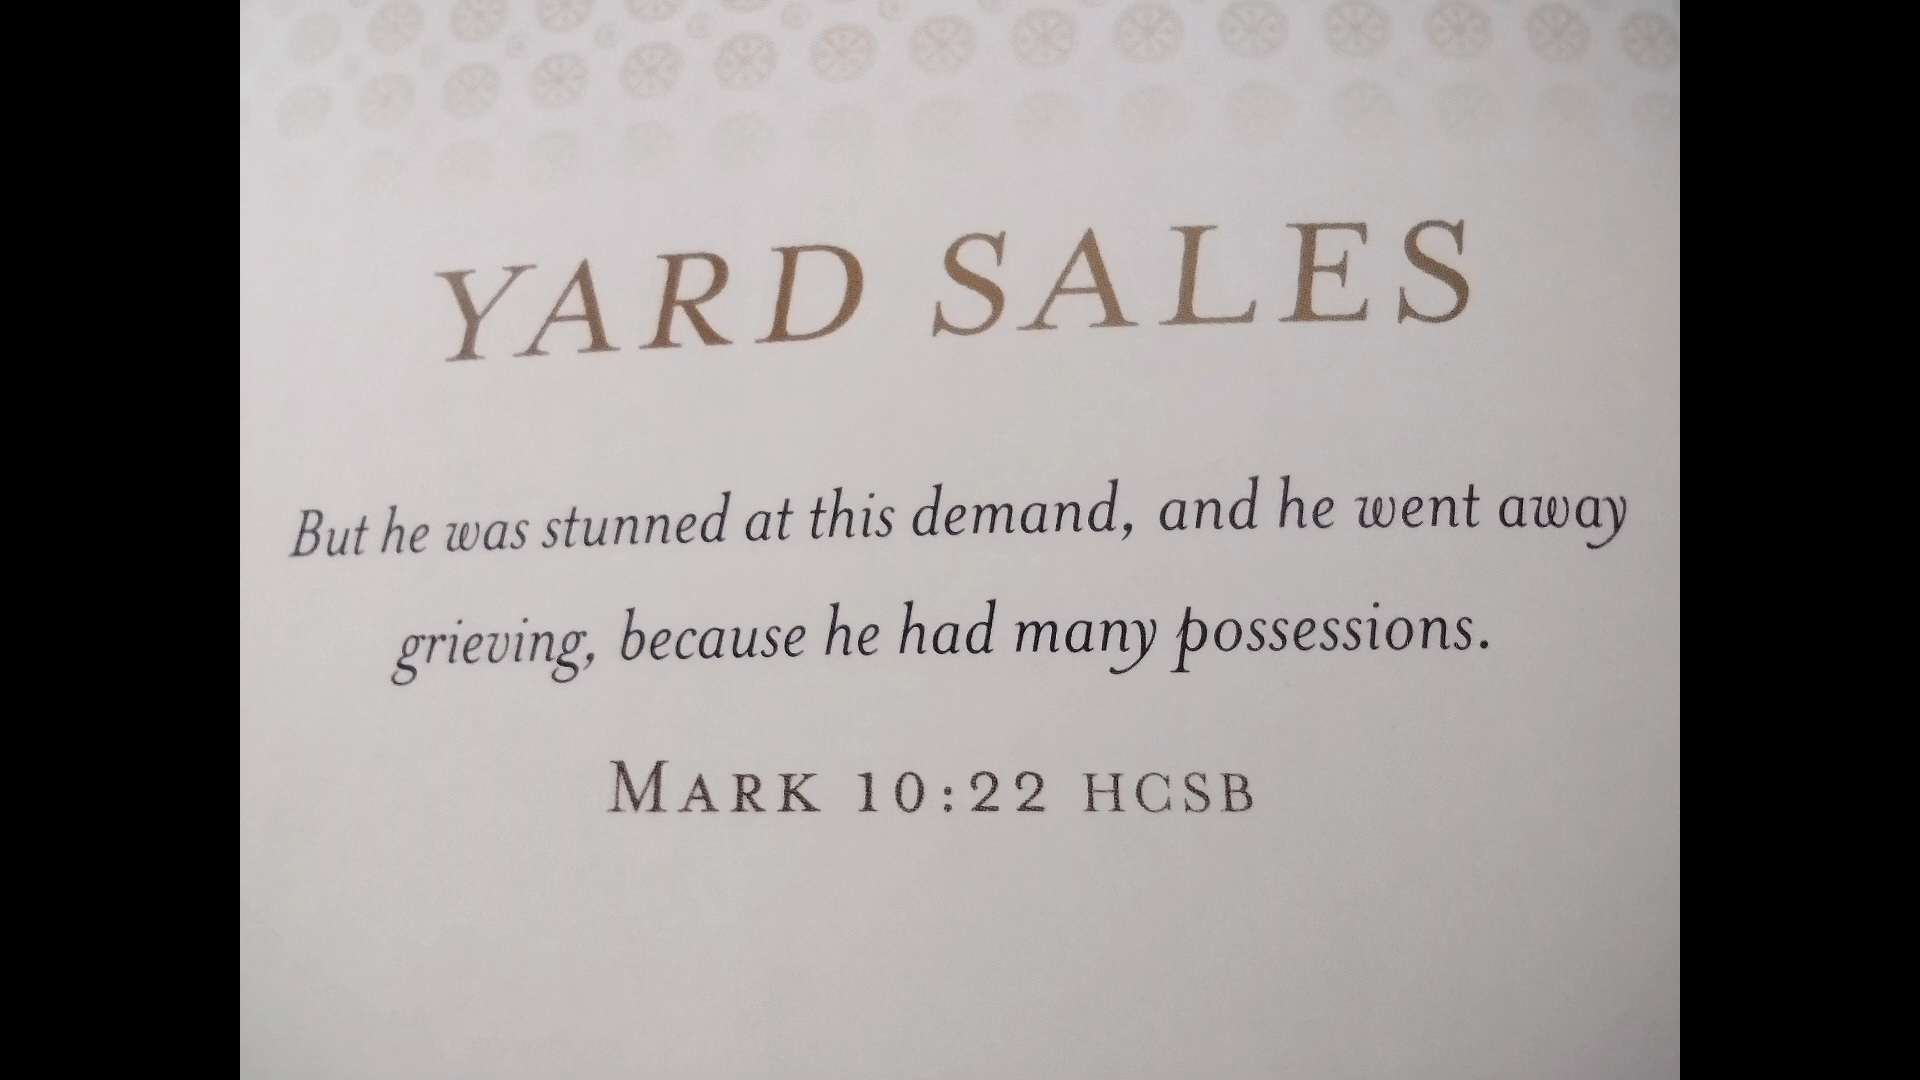 YARD SALES
But he was stunned at this demand, and he went away
grieving, because he had many possessions.
MARK 10:22 HCSB